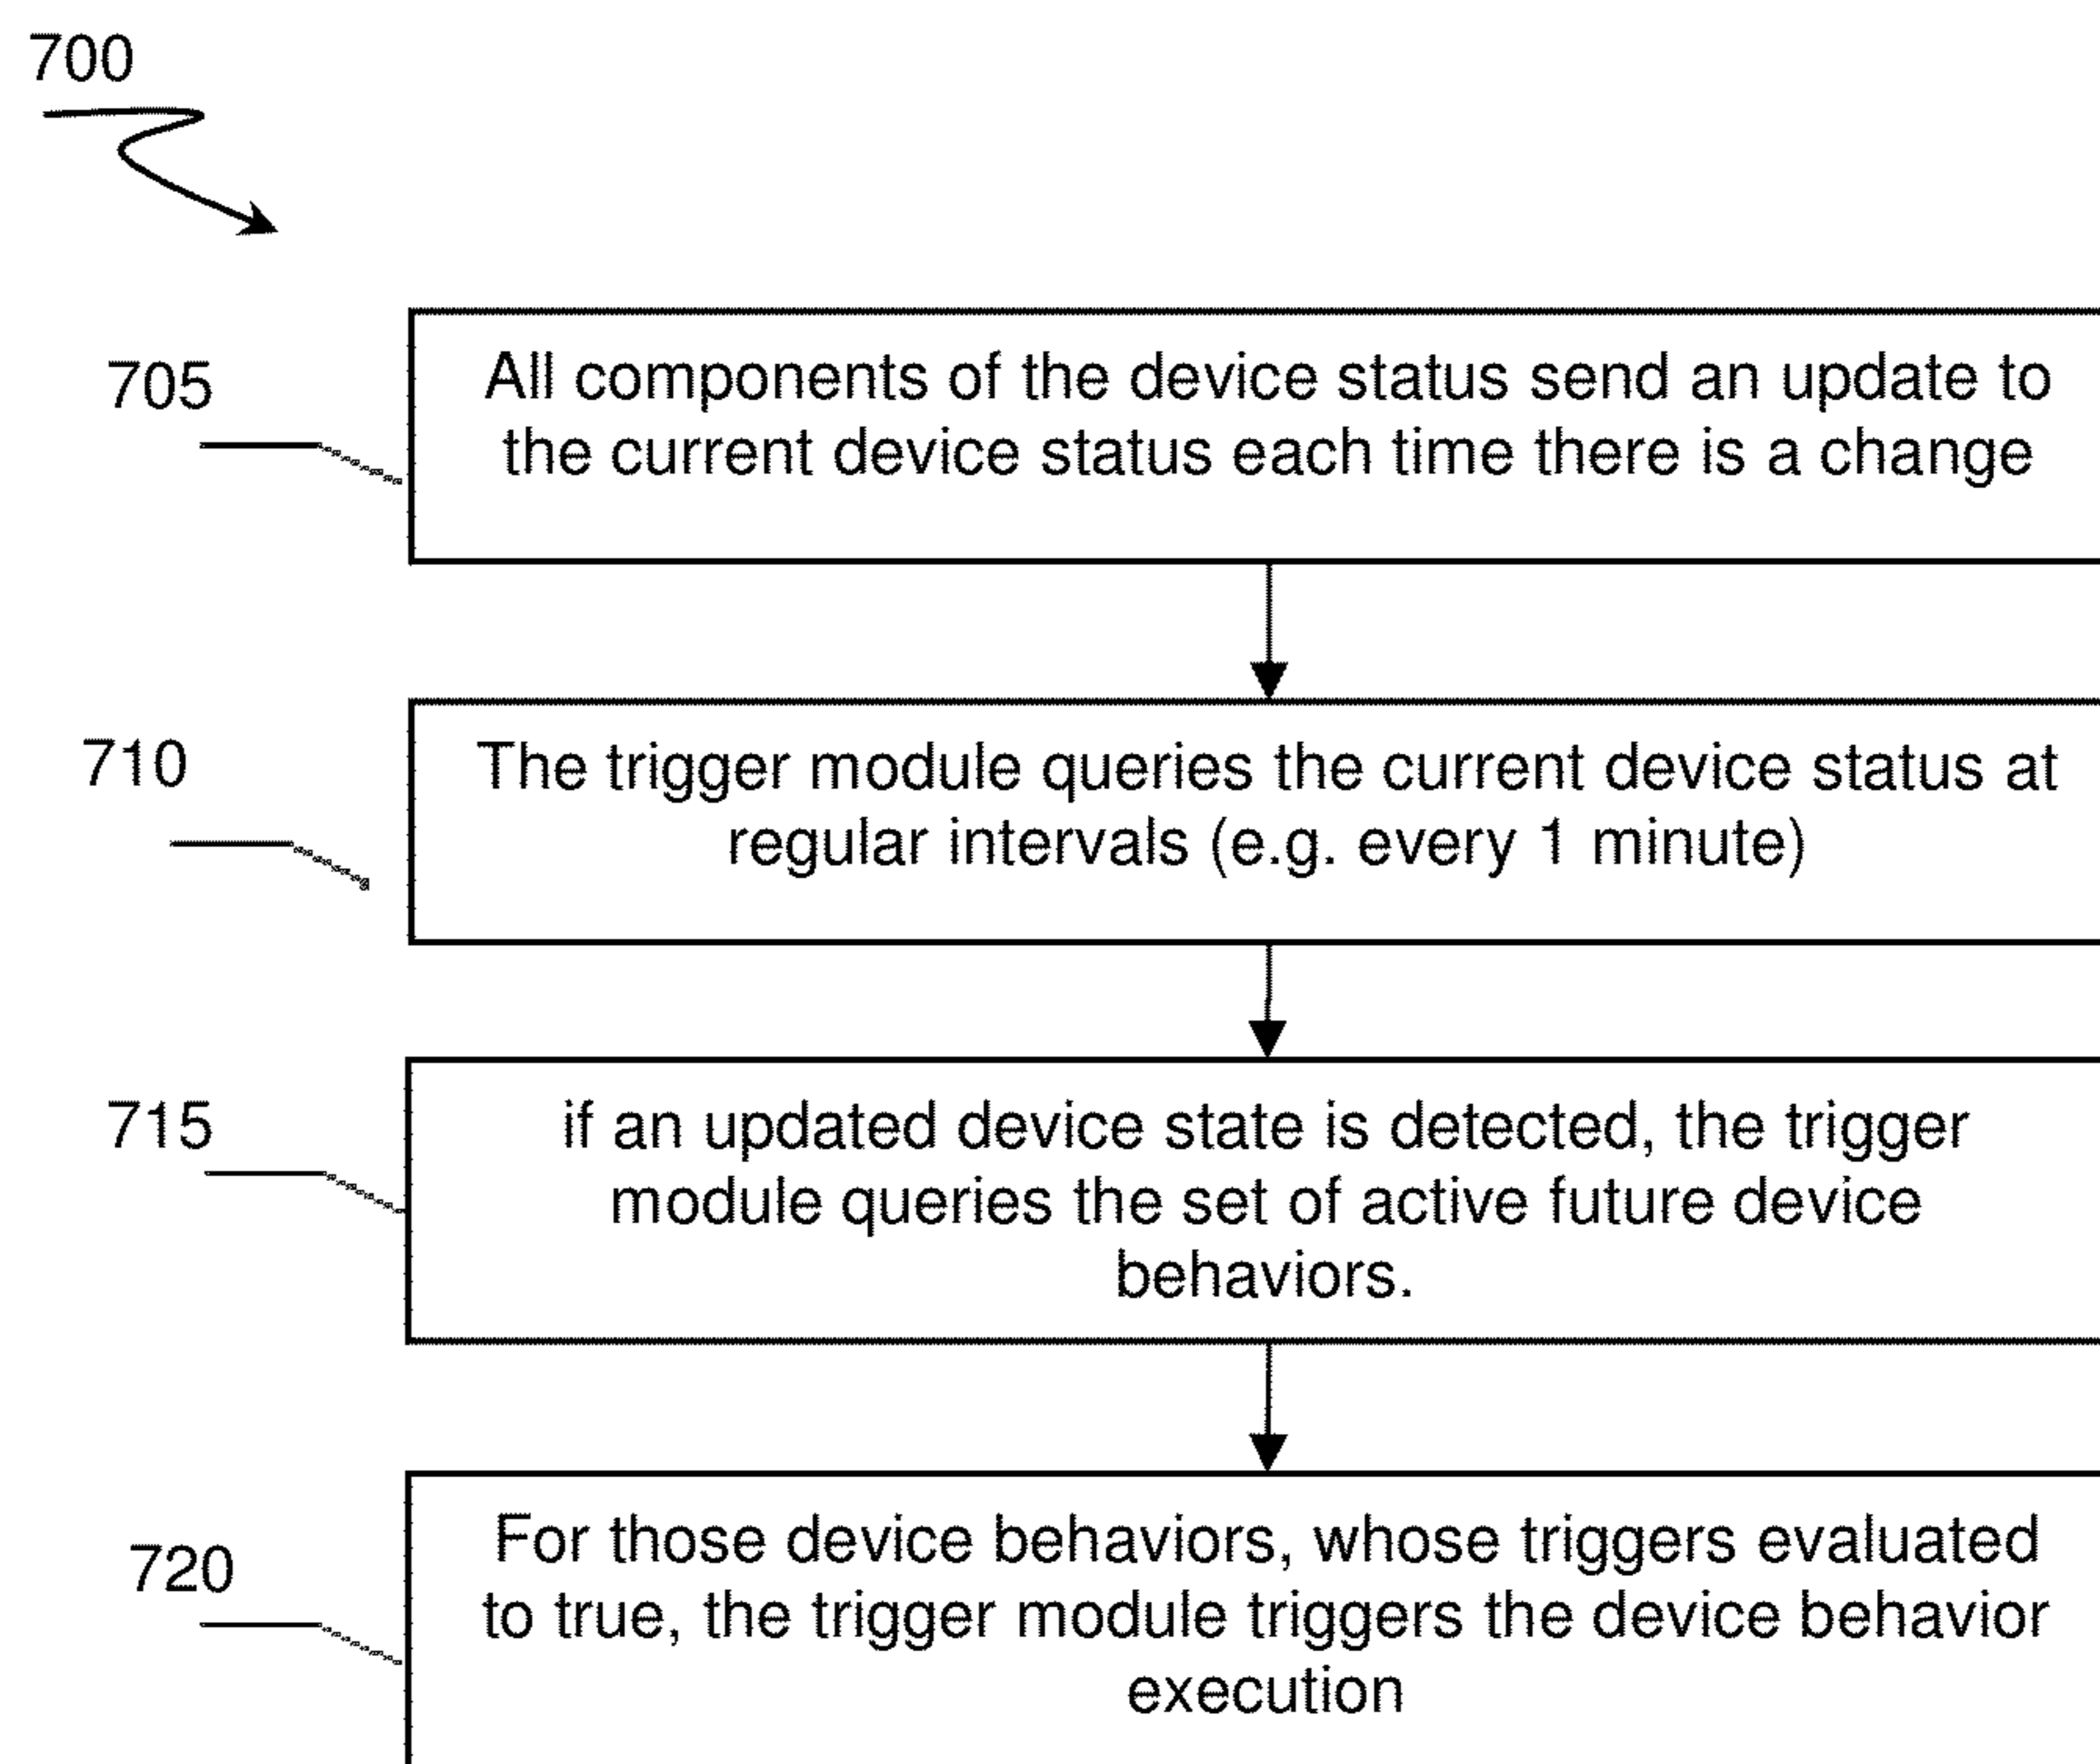 700
705
All components of the device status send an update to
the current device status each time there is a change
710
The trigger module queries the current device status at
regular intervals (e.g. every 1 minute)
715
if an updated device state is detected, the trigger
module queries the set of active future device
behaviors.
720
For those device behaviors, whose triggers evaluated
to true, the trigger module triggers the device behavior
execution